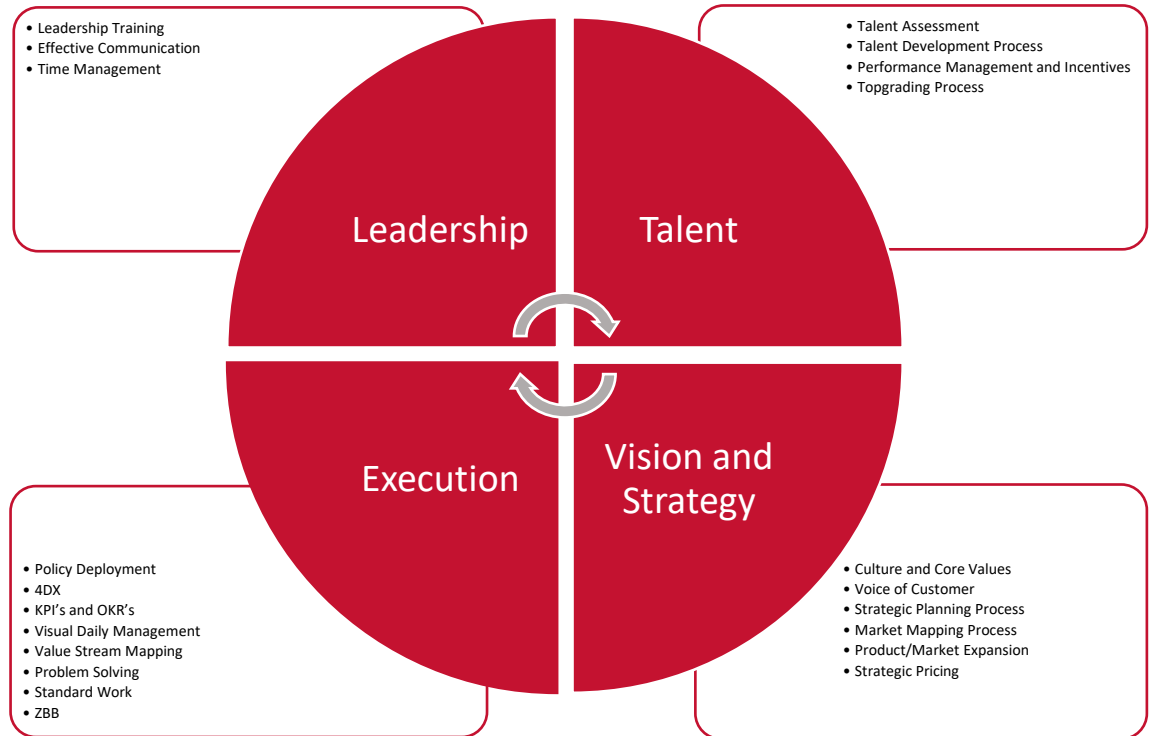 • Leadership Training
• Effective Communication
• Time Management
• Talent Assessment
• Talent Development Process
• Performance Management and Incentives
• Topgrading Process
Leadership
Talent
Execution
Vision and
Strategy
• Policy Deployment
• 4DX
• KPI’s and OKR’s
• Visual Daily Management
• Value Stream Mapping
• Problem Solving
• Standard Work
• ZBB
• Culture and Core Values
• Voice of Customer
• Strategic Planning Process
• Market Mapping Process
• Product/Market Expansion
• Strategic Pricing